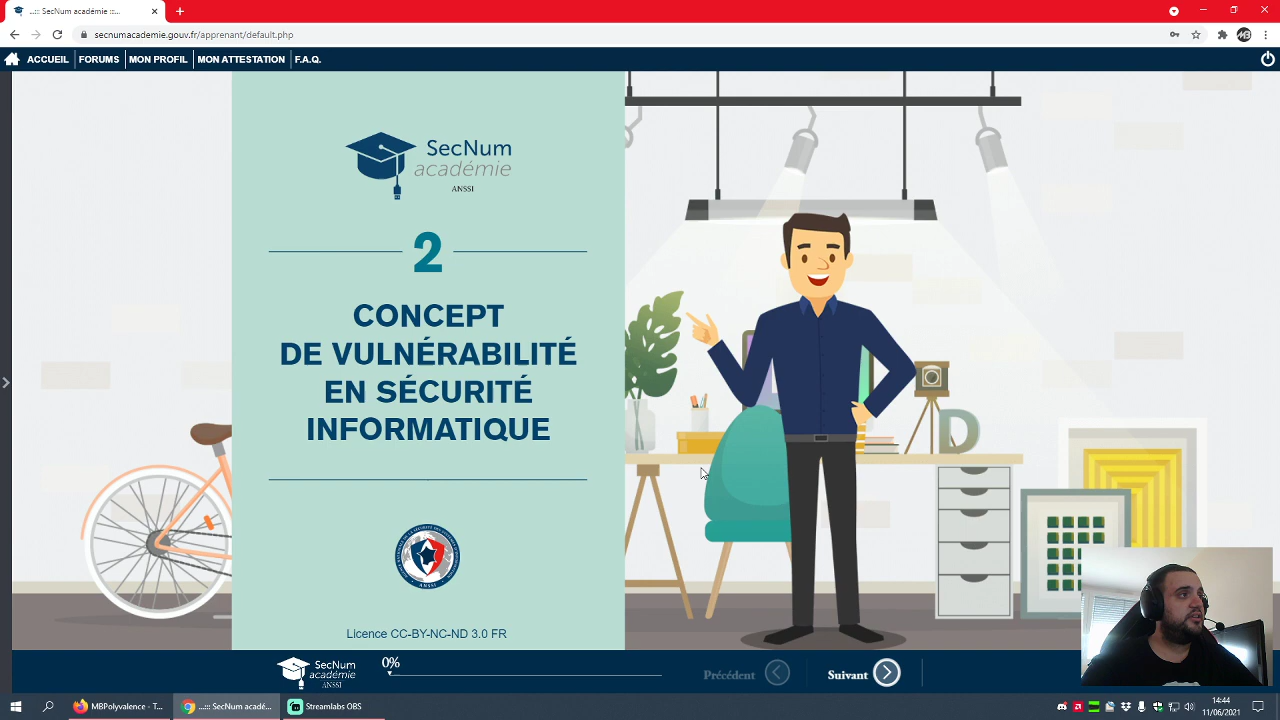 ..:: SecNum académie ::...
secnumacademie.gouv.fr/apprenant/default.php
ACCUEIL
FORUMS
MON PROFIL
MON ATTESTATION
F.A.Q.
SecNum
académie
ANSSI
2
CONCEPT
DE VULNÉRABILITÉ
EN SÉCURITÉ
INFORMATIQUE
ANSSI
Licence CC-BY-NC-ND 3.0 FR
D
SecNum
académie
ANSSI
0%
Précédent
Suivant
MBPolyvalence - T...
..::: SecNum acadé...
Streamlabs OBS
14:44
11/06/2021